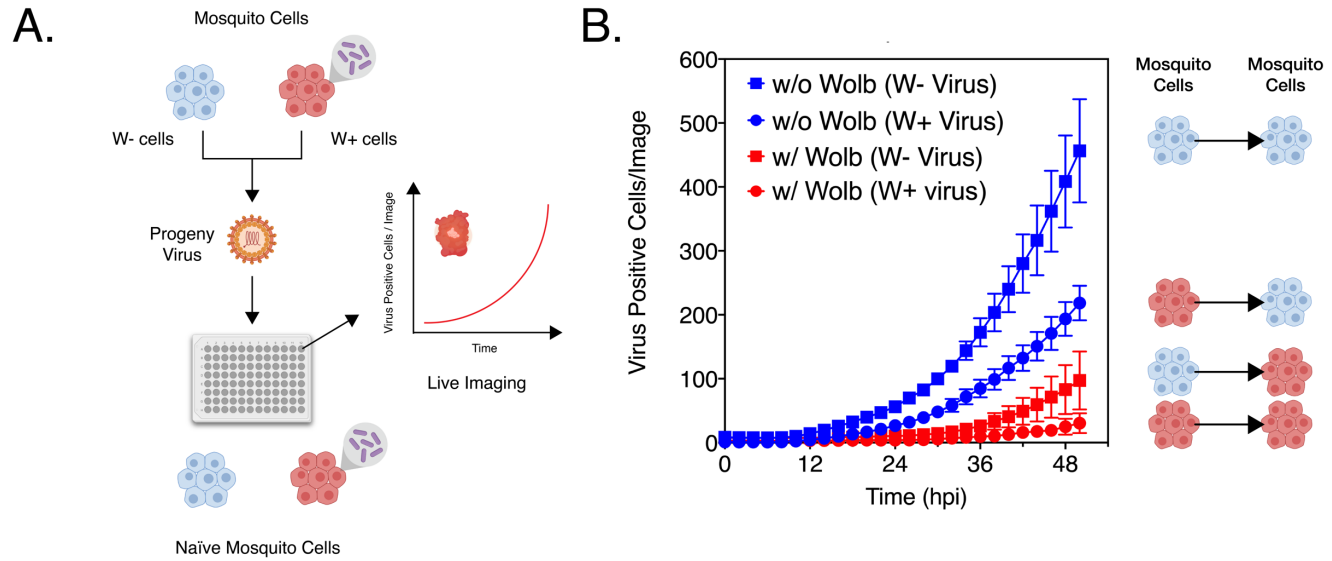 A.
Mosquito Cells
W- cells
W+ cells
Progeny
Virus
Virus Positive Cells / Image
Time
Live Imaging
Naïve Mosquito Cells
B.
Virus Positive Cells/Image
600
500
400
300
200
100
0
w/o Wolb (W- Virus)
w/o Wolb (W+ Virus)
w/ Wolb (W- Virus)
w/ Wolb (W+ virus)
0
12
24
36
48
Time (hpi)
Mosquito
Cells
Mosquito
Cells